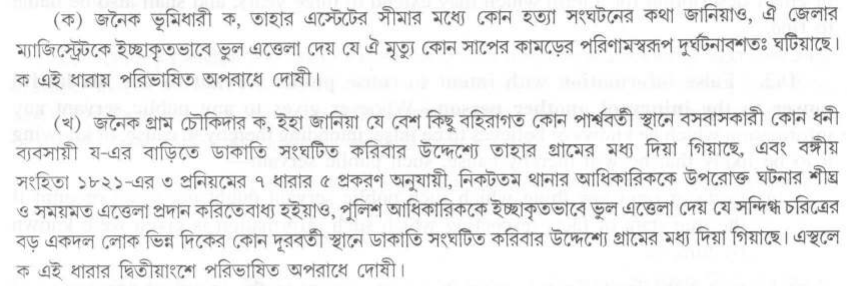 (ক) জনৈক ভূমিধারী ক, তাহার এস্টেটের সীমার মধ্যে কোন হত্যা সংঘটনের কথা জানিয়াও, ঐ জেলার
ম্যাজিস্ট্রেটকে ইচ্ছাকৃতভাবে ভুল এত্তেলা দেয় যে ঐ মৃত্যু কোন সাপের কামড়ের পরিণামস্বরূপ দুর্ঘটনাবশতঃ ঘটিয়াছে।
ক এই ধারায় পরিভাষিত অপরাধে দোষী।
(খ) জনৈক গ্রাম চৌকিদার ক, ইহা জানিয়া যে বেশ কিছু বহিরাগত কোন পার্শ্ববর্তী স্থানে বসবাসকারী কোন ধনী
ব্যবসায়ী য-এর বাড়িতে ডাকাতি সংঘটিত করিবার উদ্দেশ্যে তাহার গ্রামের মধ্য দিয়া গিয়াছে, এবং বঙ্গীয়
সংহিতা ১৮২১-এর ৩ প্রনিয়মের ৭ ধারার ৫ প্রকরণ অনুযায়ী, নিকটতম থানার আধিকারিককে উপরোক্ত ঘটনার শীঘ্র
ও সময়মত এত্তেলা প্রদান করিতেবাধ্য হইয়াও, পুলিশ আধিকারিককে ইচ্ছাকৃতভাবে ভুল এত্তেলা দেয় যে সন্দিগ্ধ চরিত্রের
বড় একদল লোক ভিন্ন দিকের কোন দূরবর্তী স্থানে ডাকাতি সংঘটিত করিবার উদ্দেশ্যে গ্রামের মধ্য দিয়া গিয়াছে। এস্থলে
ক এই ধারার দ্বিতীয়াংশে পরিভাষিত অপরাধে দোষী।